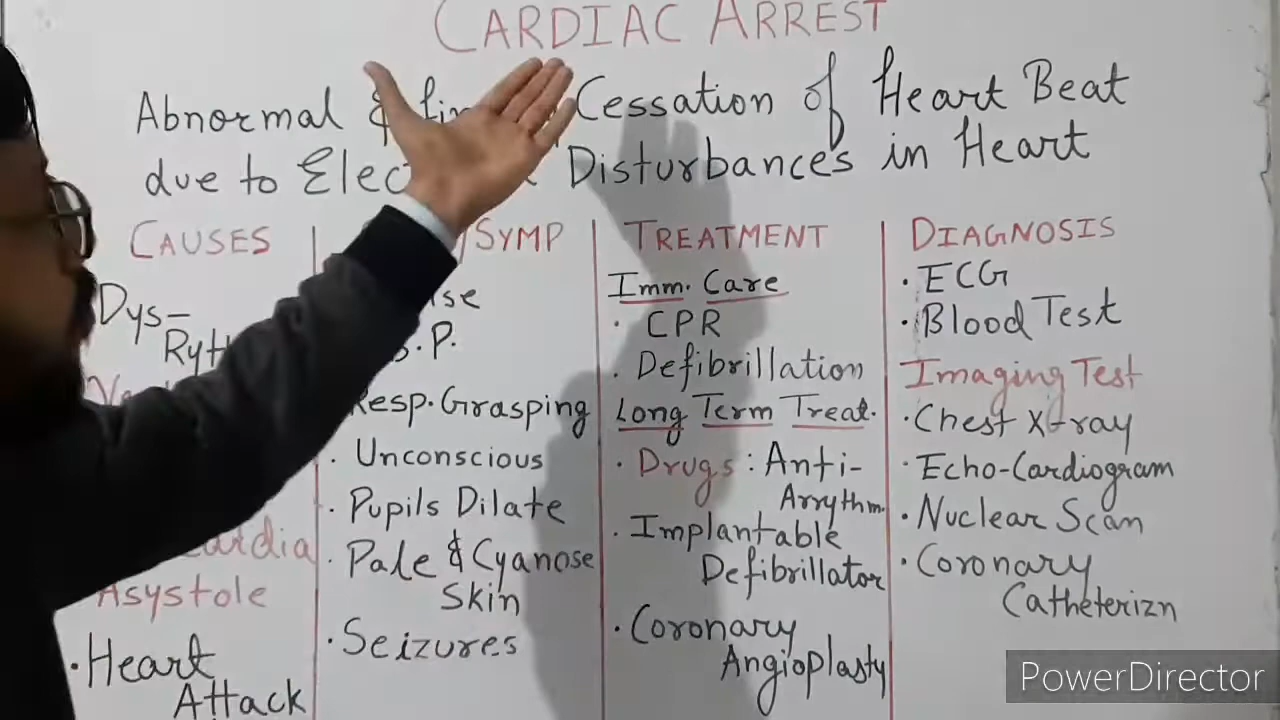 CARDIAC ARREST
Abnormal & Cessation of Heart Beat
due to Disturbances in Heart
CAUSES
Dys-
Asystole
• Heart
Attack
SYMP
Resp. Grasping
• Unconscious
• Pupils Dilate
• Pale & Cyanose
Skin
• Seizures
TREATMENT
Imm. Care
• CPR
• Defibrillation
Long Term Treat.
• Drugs: Anti-
Arrythm
• Implantable
Defibrillator
• Coronary
Angioplasty
DIAGNOSIS
• ECG
• Blood Test
Imaging Test
• Chest X-ray
• Echo-Cardiogram
• Nuclear Scan
• Coronary
Catheterizn
PowerDirector